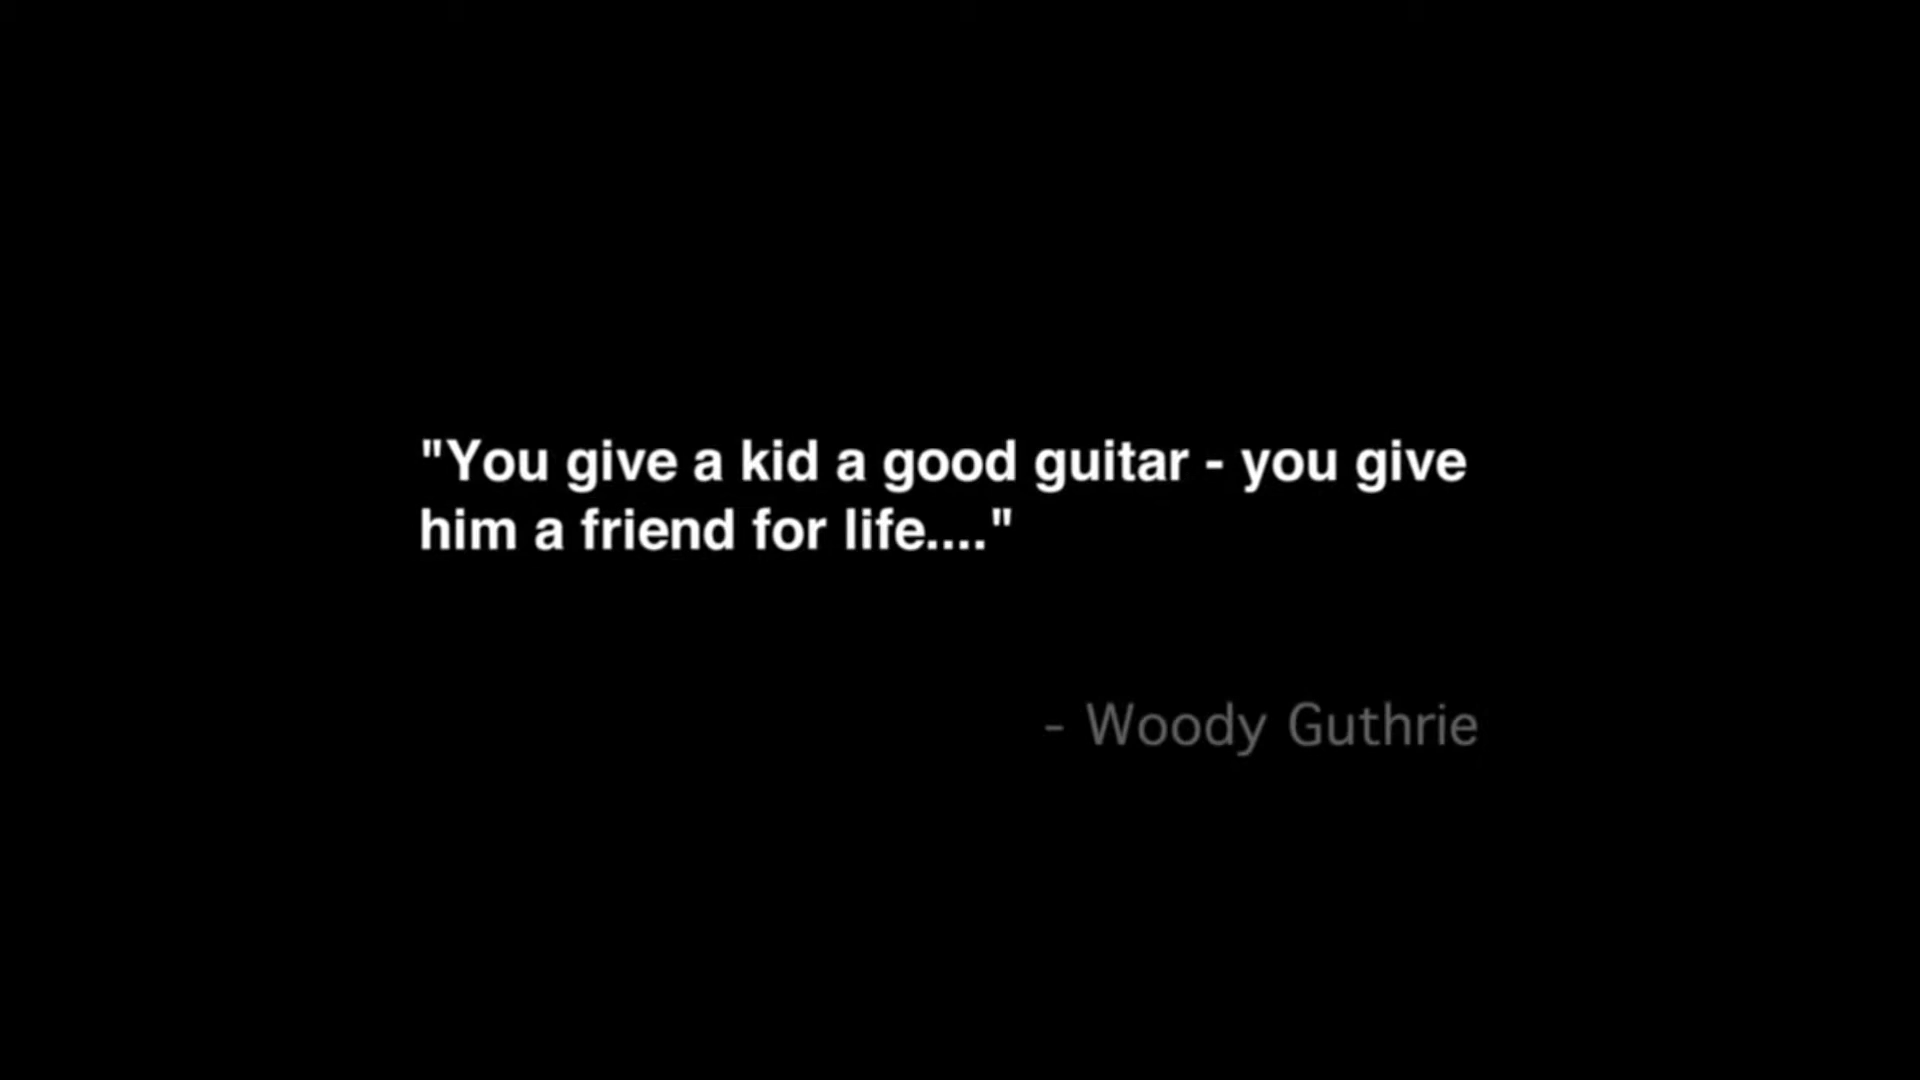 "You give a kid a good guitar - you give
him a friend for life...."
- Woody Guthrie